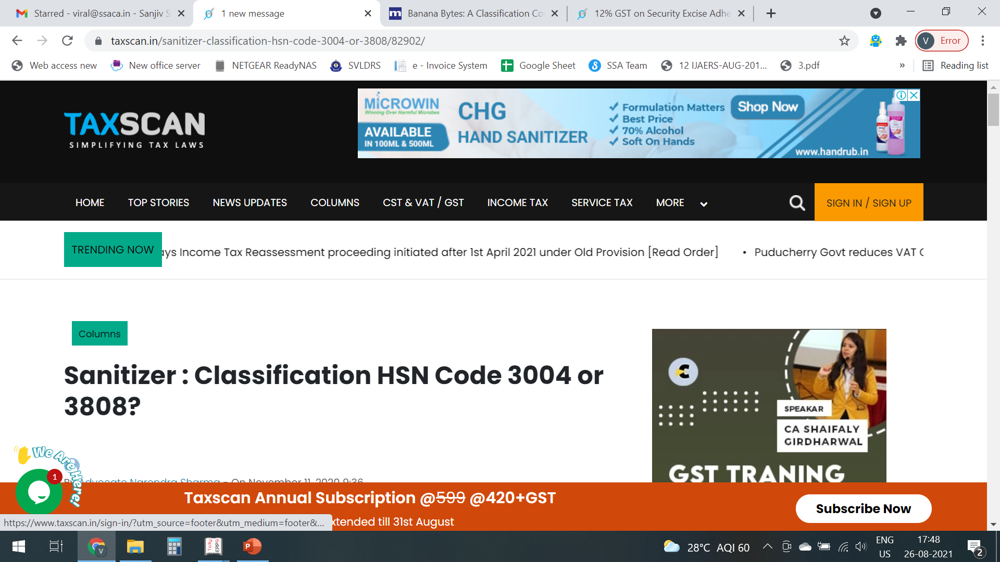 Starred - viral@ssaca.in - Sanjiv S
1 new message
Banana Bytes: A Classification Co
12% GST on Security Excise Adhe
taxscan.in/sanitizer-classification-hsn-code-3004-or-3808/82902/
V Error
Web access new
New office server
NETGEAR ReadyNAS
SVLDRS
e - Invoice System
Google Sheet
SSA Team
12 IJAERS-AUG-201...
3.pdf
»
Reading list
TAXSCAN
SIMPLIFYING TAX LAWS
MiCROWIN
Winning Over Harmful Microbes
AVAILABLE
IN 100ML & 500ML
CHG
HAND SANITIZER
Formulation Matters
Best Price
70% Alcohol
Soft On Hands
Shop Now
www.handrub.in
HOME
TOP STORIES
NEWS UPDATES
COLUMNS
CST & VAT / GST
INCOME TAX
SERVICE TAX
MORE
SIGN IN / SIGN UP
TRENDING NOW
ays Income Tax Reassessment proceeding initiated after 1st April 2021 under Old Provision [Read Order]
• Puducherry Govt reduces VAT
Columns
Sanitizer : Classification HSN Code 3004 or
3808?
By Advocate Narendra Sharma - On November 11, 2020 9:36
SPEAKAR
CA SHAIFALY
GIRDHARWAL
GST TRANING
We Are Here!
1
Taxscan Annual Subscription @599 @420+GST
xtended till 31st August
Subscribe Now
https://www.taxscan.in/sign-in/?utm_source=footer&utm_medium=footer&...
V
Tally
ERP9
P
28°C AQI 60
ENG
US
17:48
26-08-2021
2